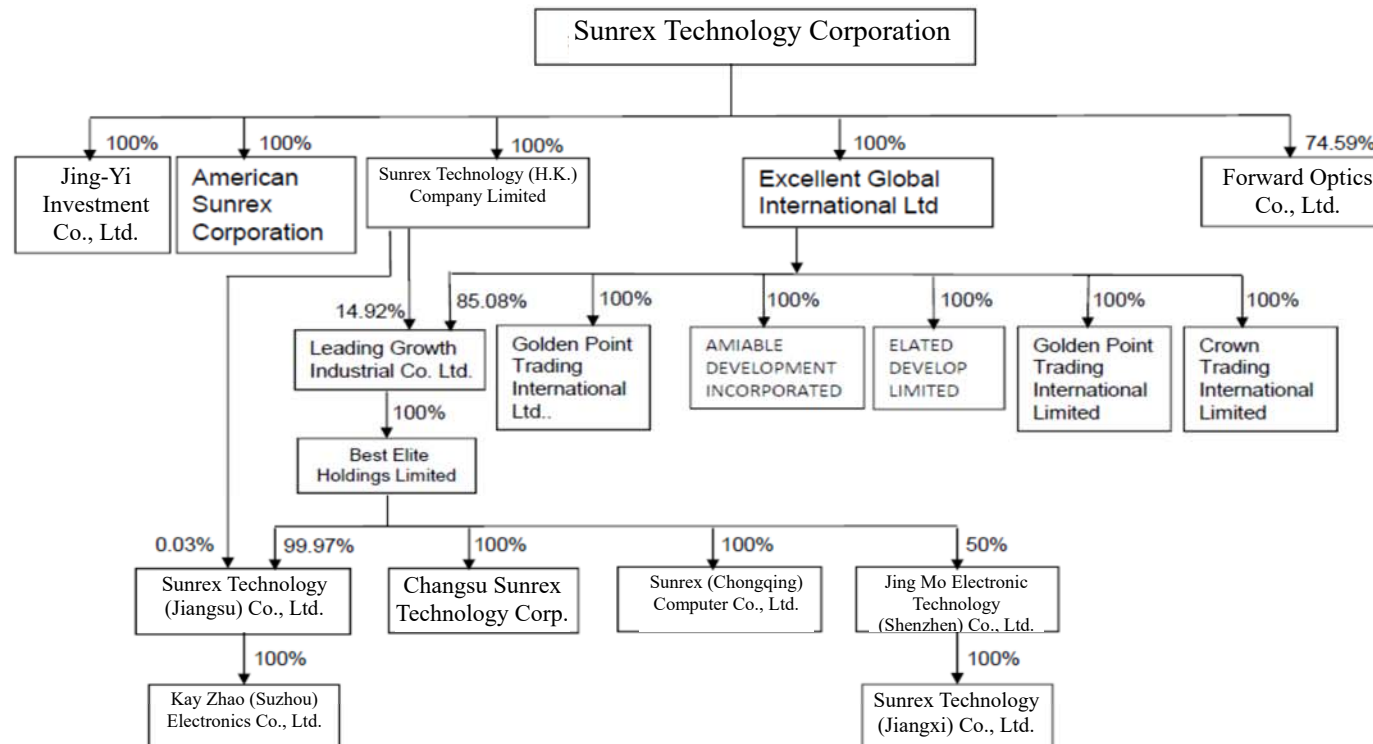 Sunrex Technology Corporation
100%
100%
100%
100%
74.59%
Jing-Yi
Investment
Co., Ltd.
American
Sunrex
Corporation
Sunrex Technology (H.K.)
Company Limited
Excellent Global
International Ltd
Forward Optics
Co., Ltd.
14.92%
85.08%
100%
100%
100%
100%
100%
Leading Growth
Industrial Co. Ltd.
Golden Point
Trading
International
Ltd..
AMIABLE
DEVELOPMENT
INCORPORATED
ELATED
DEVELOP
LIMITED
Golden Point
Trading
International
Limited
Crown
Trading
International
Limited
100%
Best Elite
Holdings Limited
0.03%
99.97%
100%
100%
50%
Sunrex Technology
(Jiangsu) Co., Ltd.
Changsu Sunrex
Technology Corp.
Sunrex (Chongqing)
Computer Co., Ltd.
Jing Mo Electronic
Technology
(Shenzhen) Co., Ltd.
100%
100%
Kay Zhao (Suzhou)
Electronics Co., Ltd.
Sunrex Technology
(Jiangxi) Co., Ltd.